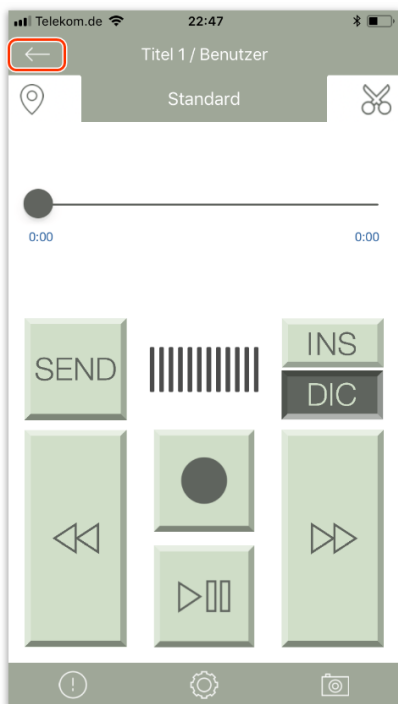 Telekom.de 22:47
Titel 1 / Benutzer
Standard
0:00 0:00
SEND
INS
DIC